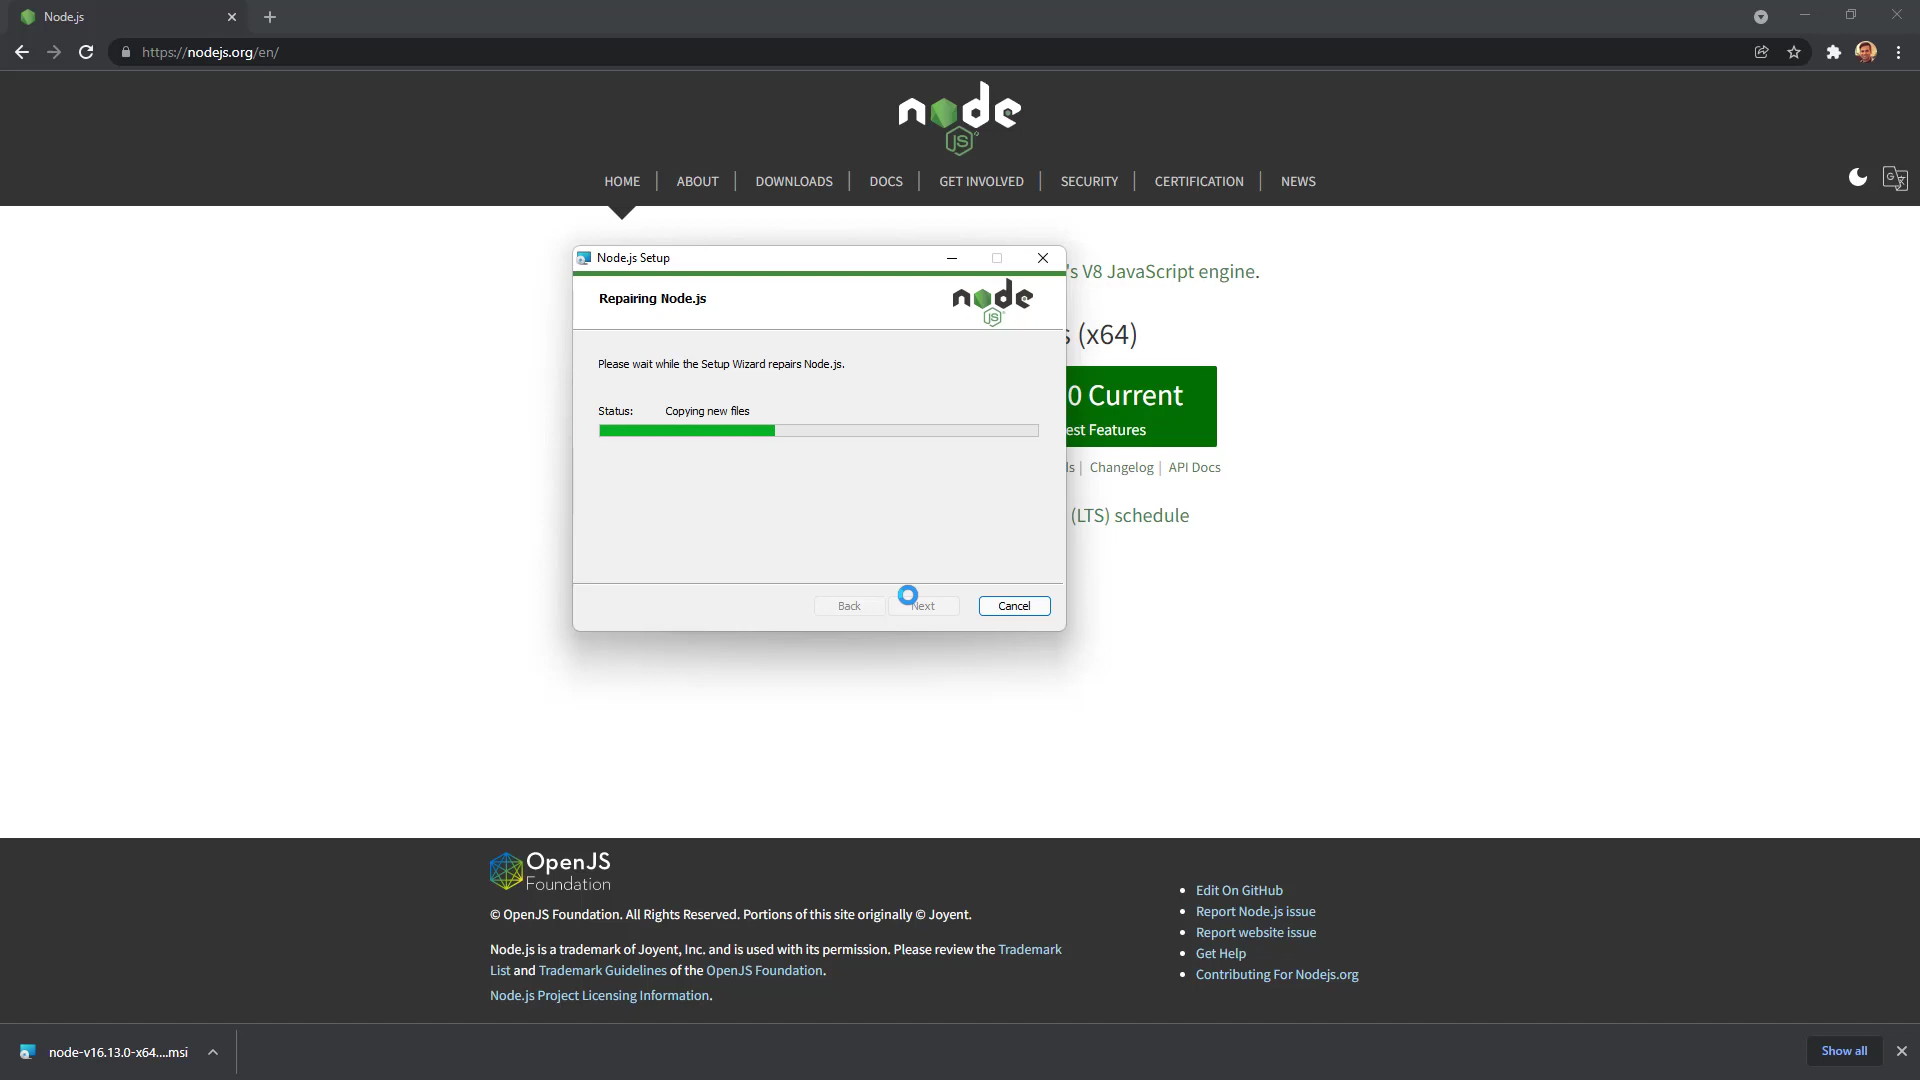 Node.js
https://nodejs.org/en/
node
JS
HOME
ABOUT
DOWNLOADS
DOCS
GET INVOLVED
SECURITY
CERTIFICATION
NEWS
Node.js Setup
Repairing Node.js
node
JS
Please wait while the Setup Wizard repairs Node.js.
Status: Copying new files
Back
Next
Cancel
's V8 JavaScript engine.
s (x64)
0 Current
est Features
ds | Changelog | API Docs
(LTS) schedule
OpenJS
Foundation
© OpenJS Foundation. All Rights Reserved. Portions of this site originally © Joyent.
Node.js is a trademark of Joyent, Inc. and is used with its permission. Please review the Trademark
List and Trademark Guidelines of the OpenJS Foundation.
Node.js Project Licensing Information.
Edit On GitHub
Report Node.js issue
Report website issue
Get Help
Contributing For Nodejs.org
node-v16.13.0-x64....msi
Show all